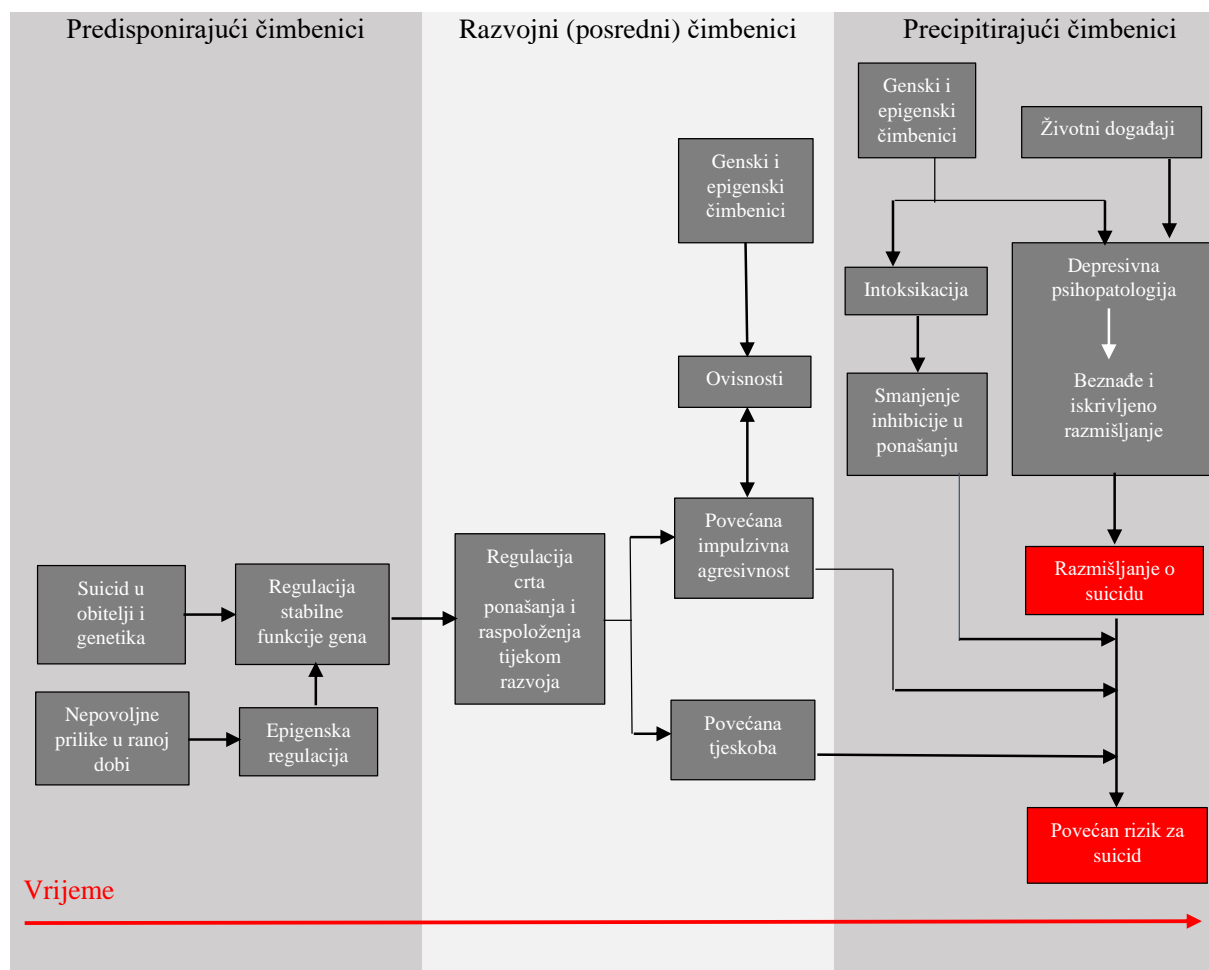 Predisponirajući čimbenici
Razvojni (posredni) čimbenici
Precipitirajući čimbenici
Suicid u
obitelji i
genetika
Regulacija
stabilne
funkcije gena
Nepovoljne
prilike u ranoj
dobi
Epigenska
regulacija
Genski i
epigenski
čimbenici
Ovisnosti
Povećana
impulzivna
agresivnost
Regulacija
crta
ponašanja i
raspoloženja
tijekom
razvoja
Povećana
tjeskoba
Genski i
epigenski
čimbenici
Životni događaji
Intoksikacija
Depresivna
psihopatologija
Smanjenje
inhibicije u
ponašanju
Beznađe i
iskrivljeno
razmišljanje
Razmišljanje o
suicidu
Povećan rizik za
suicid
Vrijeme